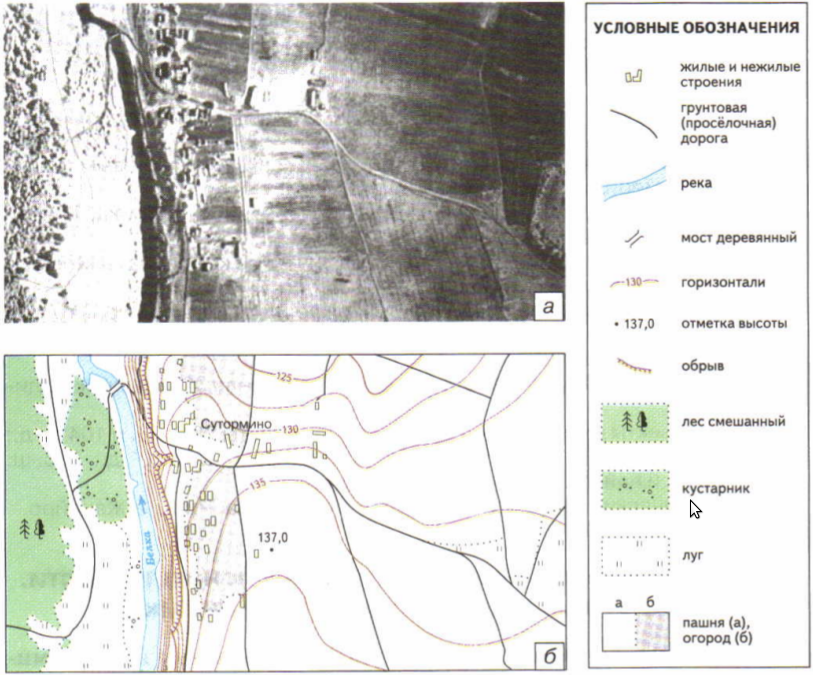 а
125
Сутормино
130
135
137,0
Белка
б
УСЛОВНЫЕ ОБОЗНАЧЕНИЯ
жилые и нежилые
строения
грунтовая
(просёлочная)
дорога
река
мост деревянный
130
горизонтали
137,0
отметка высоты
обрыв
лес смешанный
кустарник
луг
а б
пашня (а),
огород (б)